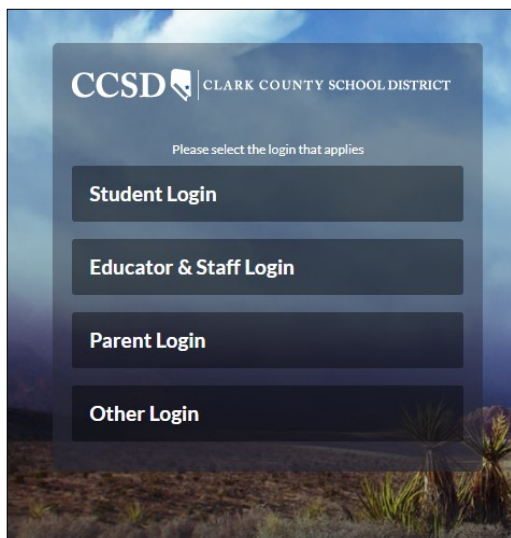 CCSD CLARK COUNTY SCHOOL DISTRICT
Please select the login that applies
Student Login
Educator & Staff Login
Parent Login
Other Login